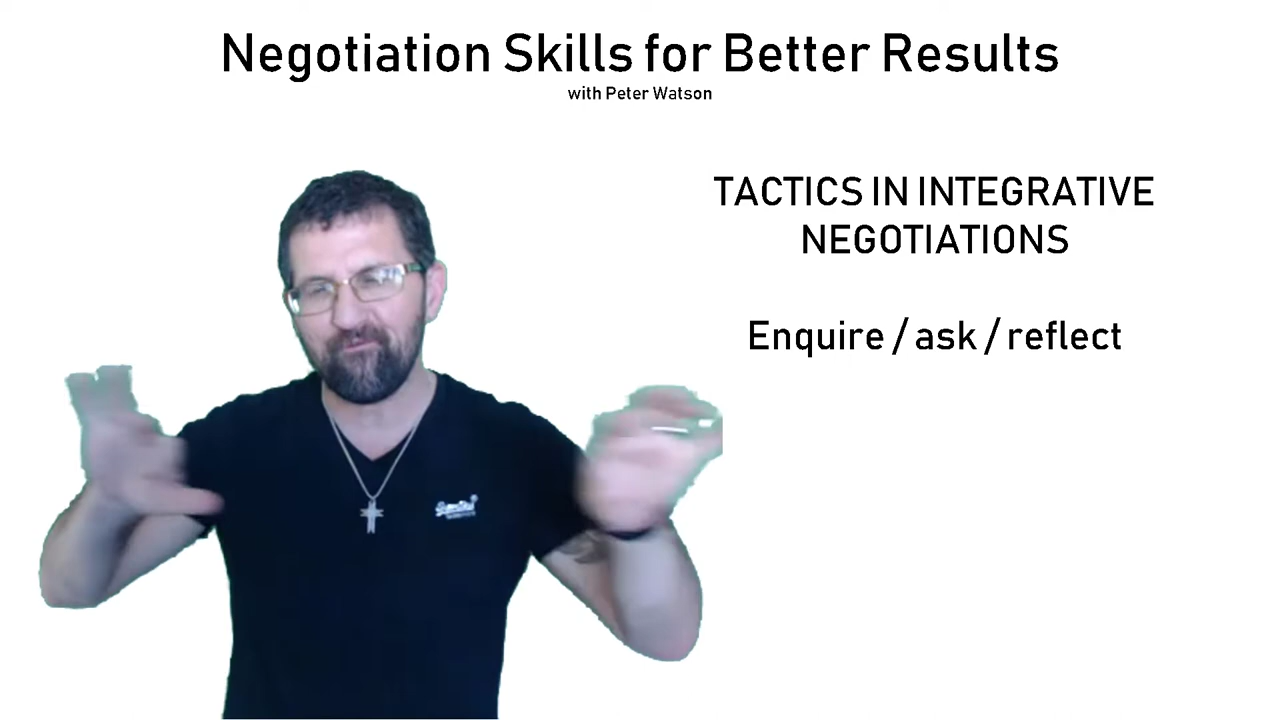 Negotiation Skills for Better Results
with Peter Watson
TACTICS IN INTEGRATIVE
NEGOTIATIONS
Enquire / ask / reflect